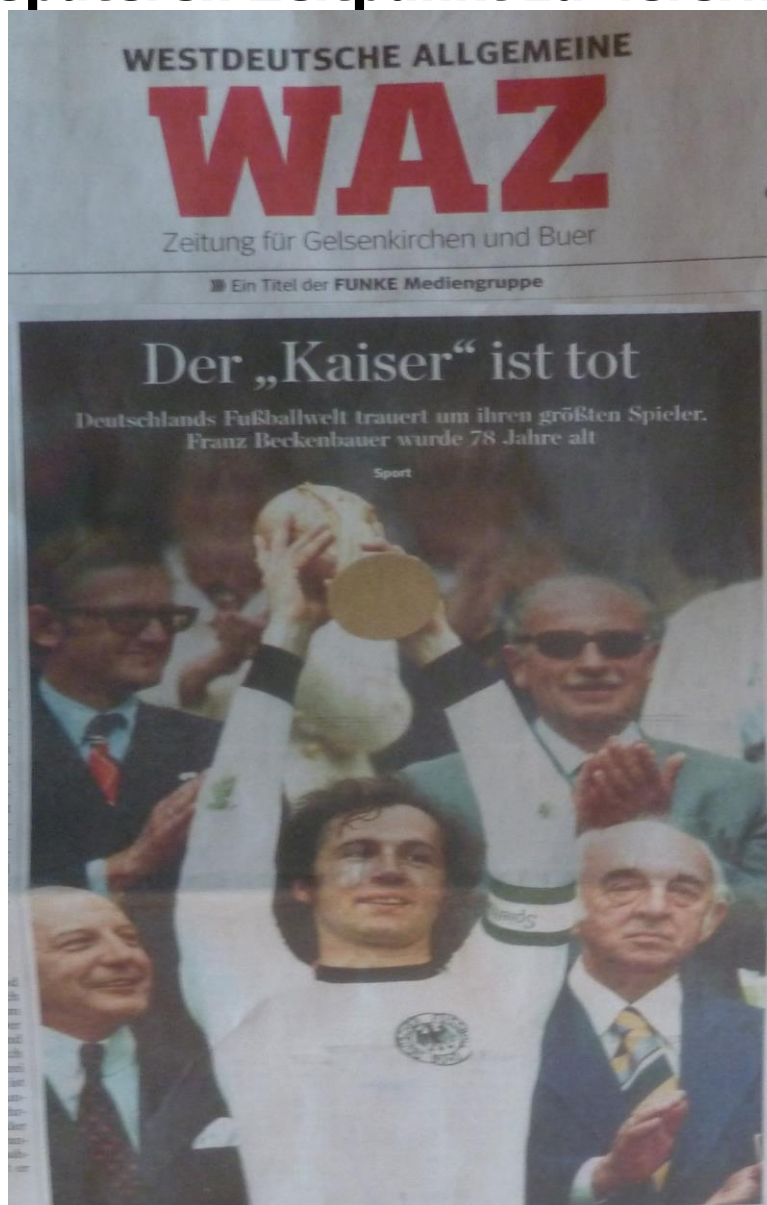 WESTDEUTSCHE ALLGEMEINE
WAZ
Zeitung für Gelsenkirchen und Buer
Ein Titel der FUNKE Mediengruppe
Der „Kaiser“ ist tot
Deutschlands Fußballwelt trauert um ihren größten Spieler.
Franz Beckenbauer wurde 78 Jahre alt
Sport